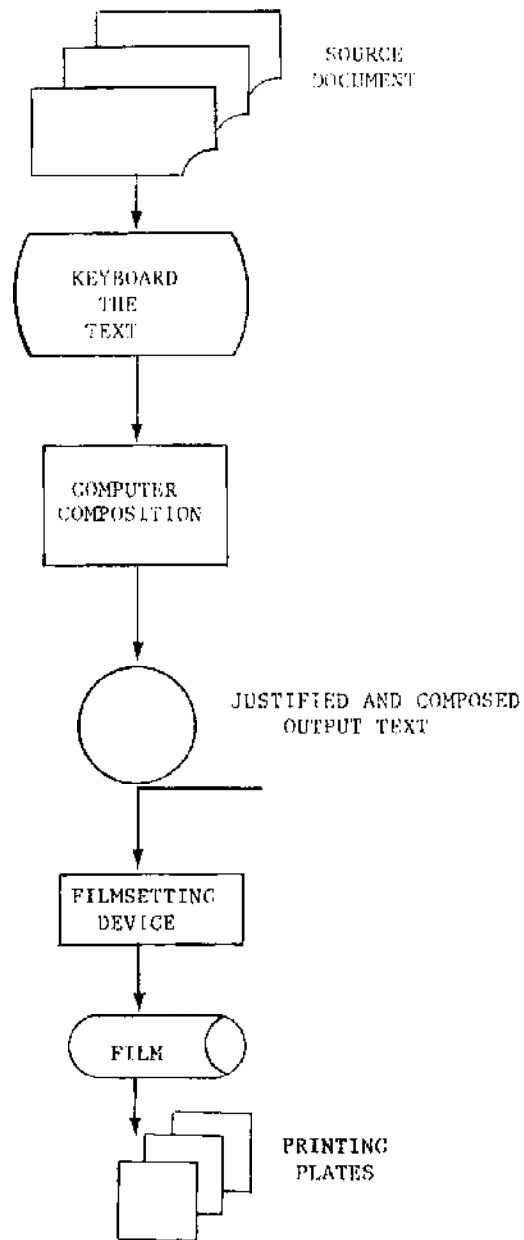 SOURCE
DOCUMENT
KEYBOARD
THE
TEXT
COMPUTER
COMPOSITION
JUSTIFIED AND COMPOSED
OUTPUT TEXT
FILMSETTING
DEVICE
FILM
PRINTING
PLATES